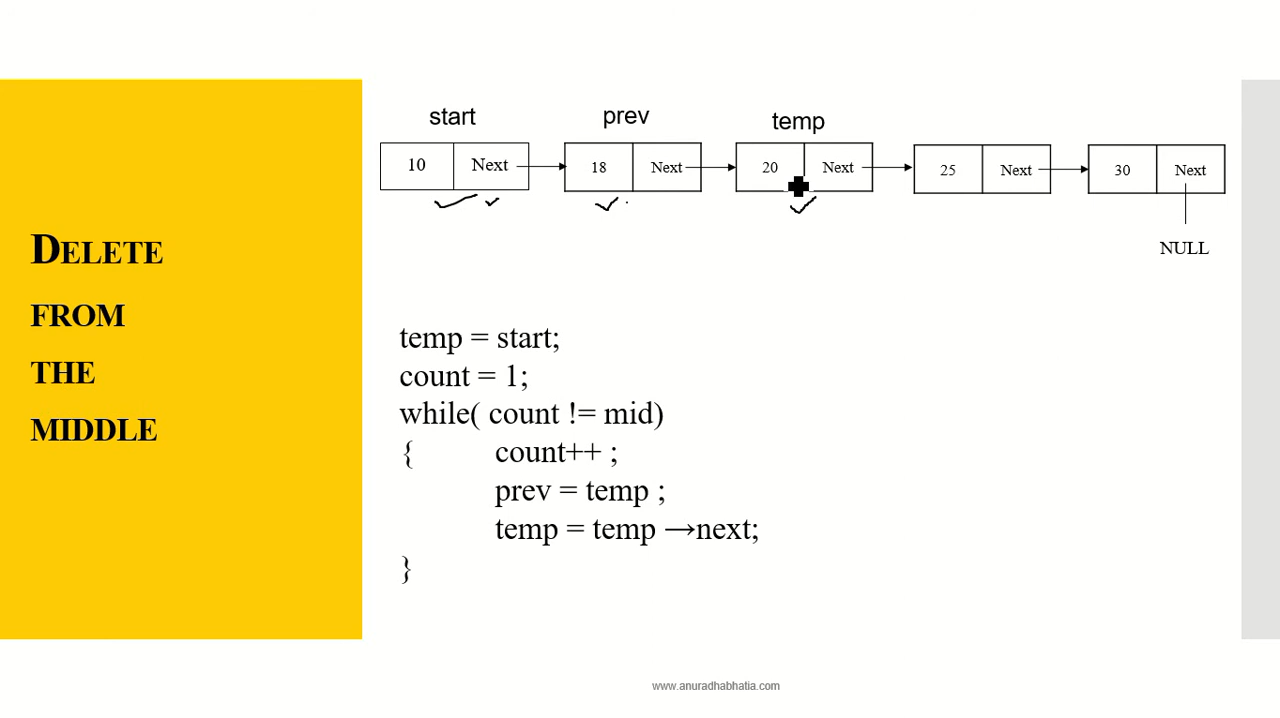 start prev temp
10 Next 18 Next 20 Next 25 Next 30 Next
NULL
DELETE
FROM
THE
MIDDLE
temp = start;
count = 1;
while( count != mid)
{ count++ ;
prev = temp ;
temp = temp →next;
}
www.anuradhabhatia.com